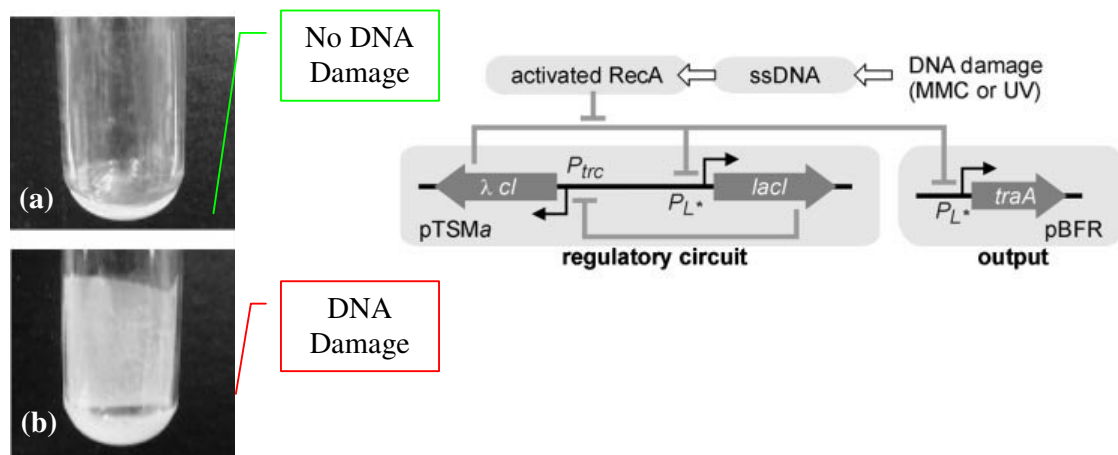 No DNA
Damage
(a)
DNA
Damage
(b)
activated RecA
ssDNA
DNA damage
(MMC or UV)
λ cI
Ptrc
PL*
lacI
pTSMa
regulatory circuit
PL*
traA
pBFR
output